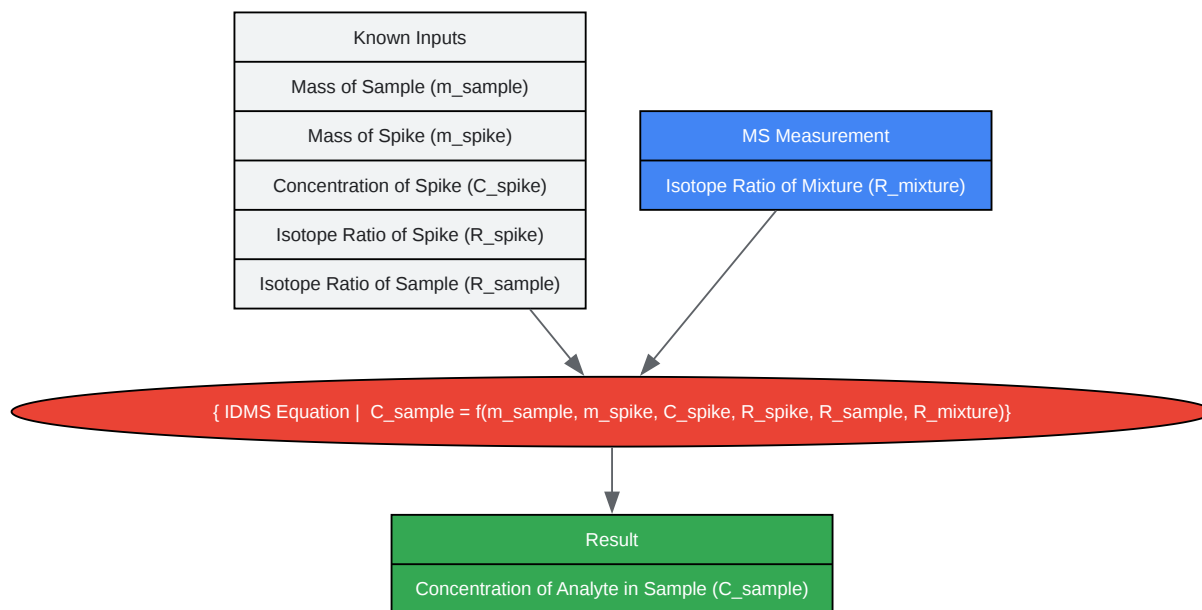 Known Inputs
Mass of Sample (m_sample)
Mass of Spike (m_spike)
Concentration of Spike (C_spike)
Isotope Ratio of Spike (R_spike)
Isotope Ratio of Sample (R_sample)
MS Measurement
Isotope Ratio of Mixture (R_mixture)
{ IDMS Equation |  C_sample = f(m_sample, m_spike, C_spike, R_spike, R_sample, R_mixture)}
Result
Concentration of Analyte in Sample (C_sample)